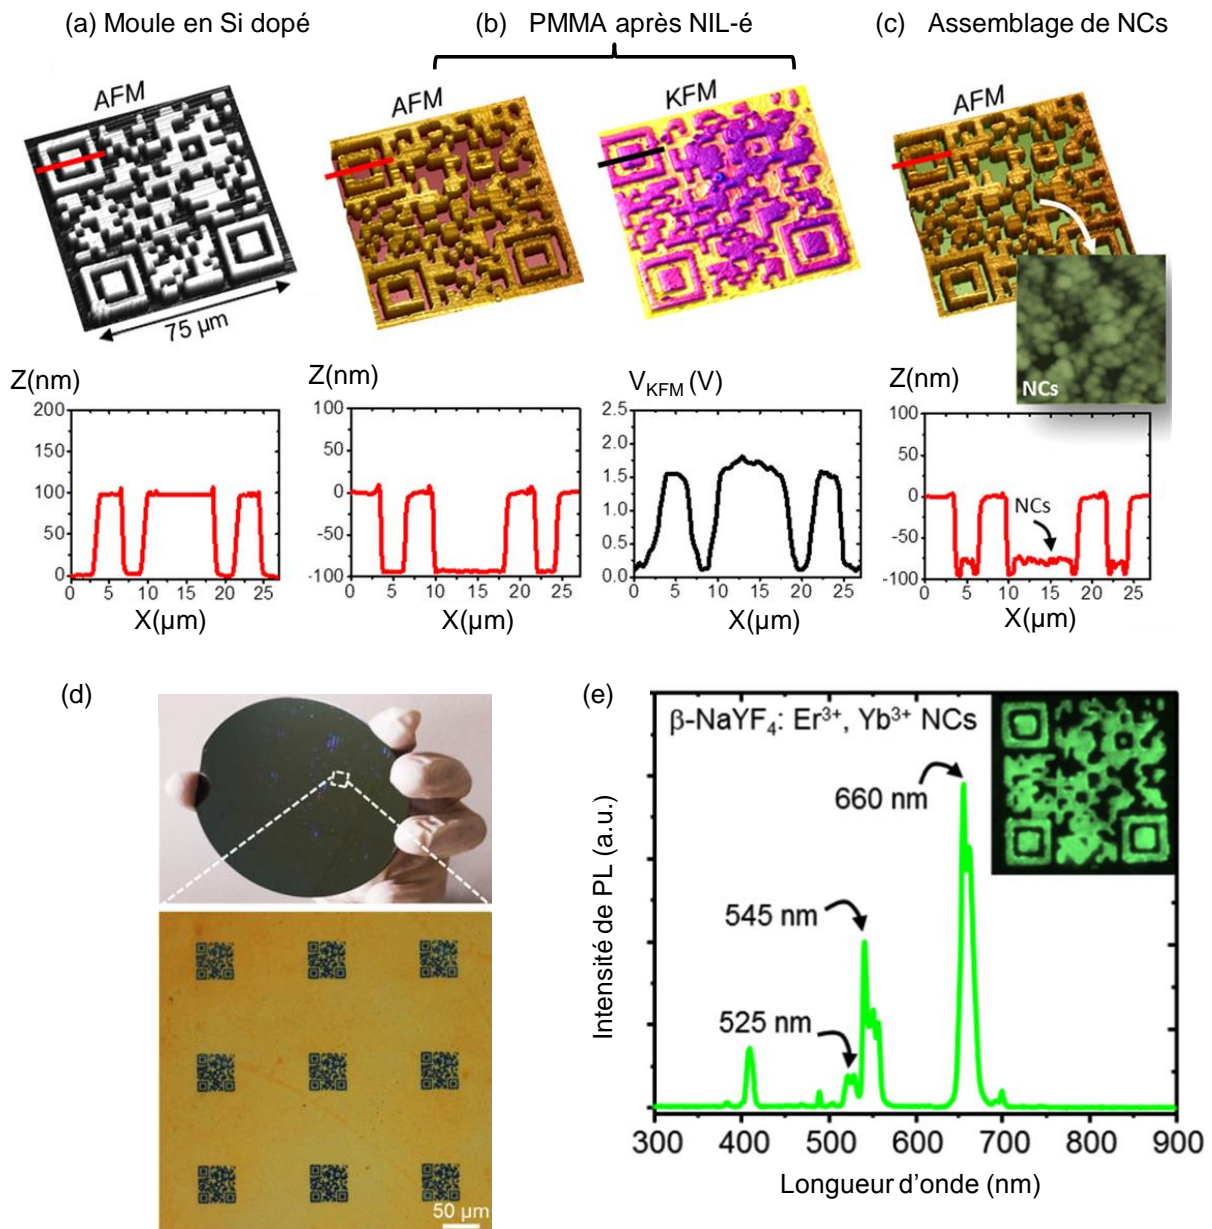 (a) Moule en Si dopé
(b) PMMA après NIL-é
(c) Assemblage de NCs
AFM
AFM
KFM
AFM
75 µm
NCs
Z(nm)
200
150
100
50
0
0 5 10 15 20 25
X(µm)
Z(nm)
100
50
0
-50
-100
0 5 10 15 20 25
X(µm)
V_KFM (V)
2.5
2.0
1.5
1.0
0.5
0.0
0 5 10 15 20 25
X(µm)
Z(nm)
100
50
0
-50
-100
NCs
0 5 10 15 20 25
X(µm)
(d)
50 µm
(e)
β-NaYF₄: Er³⁺, Yb³⁺ NCs
660 nm
545 nm
525 nm
Intensité de PL (a.u.)
300 400 500 600 700 800 900
Longueur d'onde (nm)